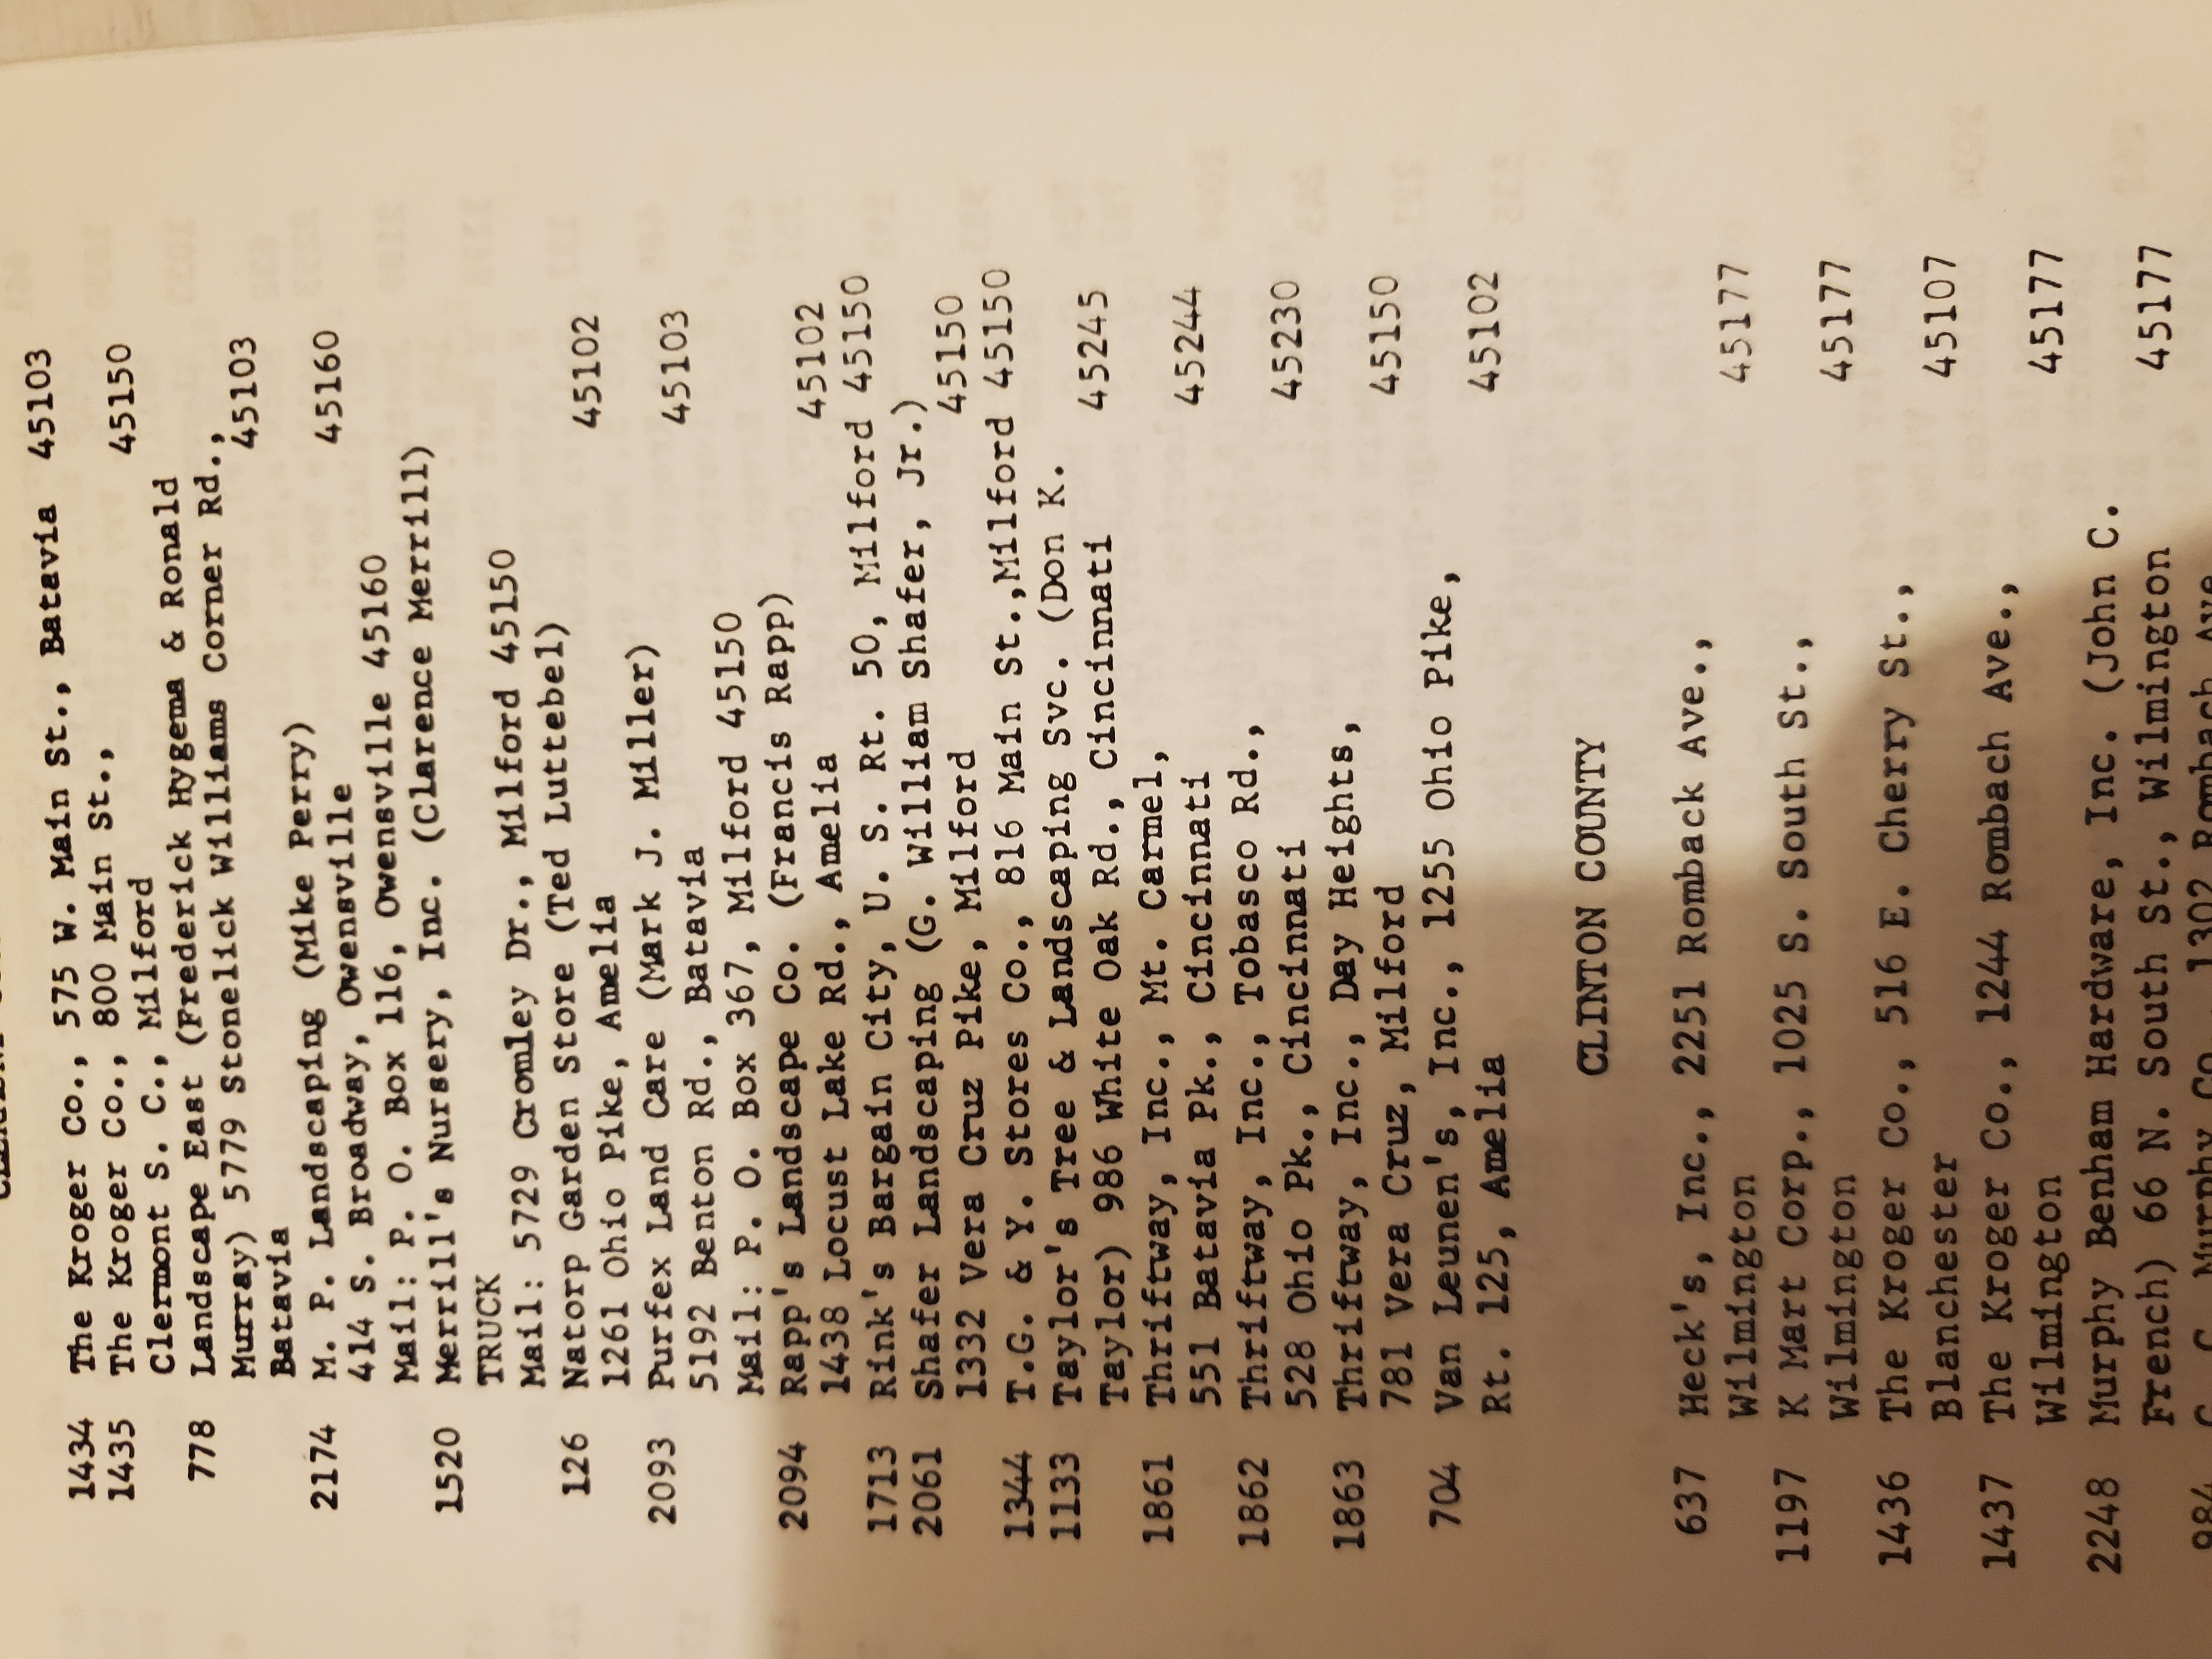 1434 The Kroger Co., 575 W. Main St., Batavia 45103
1435 The Kroger Co., 800 Main St.,
Clermont S. C., Milford 45150
778 Landscape East (Frederick Hygema & Ronald
Murray) 5779 Stonelick Williams Corner Rd.,
Batavia 45103
2174 M. P. Landscaping (Mike Perry)
414 S. Broadway, Owensville 45160
Mail: P. O. Box 116, Owensville 45160
1520 Merrill's Nursery, Inc. (Clarence Merrill)
TRUCK
Mail: 5729 Cromley Dr., Milford 45150
126 Natorp Garden Store (Ted Luttebel)
1261 Ohio Pike, Amelia 45102
2093 Purifex Land Care (Mark J. Miller)
5192 Benton Rd., Batavia 45103
Mail: P. O. Box 367, Milford 45150
2094 Rapp's Landscape Co. (Francis Rapp)
1438 Locust Lake Rd., Amelia 45102
1713 Rink's Bargain City, U. S. Rt. 50, Milford 45150
2061 Shafer Landscaping (G. William Shafer, Jr.)
1332 Vera Cruz Pike, Milford 45150
1344 T.G. & Y. Stores Co., 816 Main St.,Milford 45150
1133 Taylor's Tree & Landscaping Svc. (Don K.
Taylor) 986 White Oak Rd., Cincinnati 45245
1861 Thriftway, Inc., Mt. Carmel,
551 Batavia Pk., Cincinnati 45244
1862 Thriftway, Inc., Tobasco Rd.,
528 Ohio Pk., Cincinnati 45230
1863 Thriftway, Inc., Day Heights,
781 Vera Cruz, Milford 45150
704 Van Leunen's, Inc., 1255 Ohio Pike,
Rt. 125, Amelia 45102
CLINTON COUNTY
637 Heck's, Inc., 2251 Romback Ave.,
Wilmington 45177
1197 K Mart Corp., 1025 S. South St.,
Wilmington 45177
1436 The Kroger Co., 516 E. Cherry St.,
Blanchester 45107
1437 The Kroger Co., 1244 Rombach Ave.,
Wilmington 45177
2248 Murphy Benham Hardware, Inc. (John C.
French) 66 N. South St., Wilmington 45177
984 G. C. Murphy Co., 1302 Rombach Ave